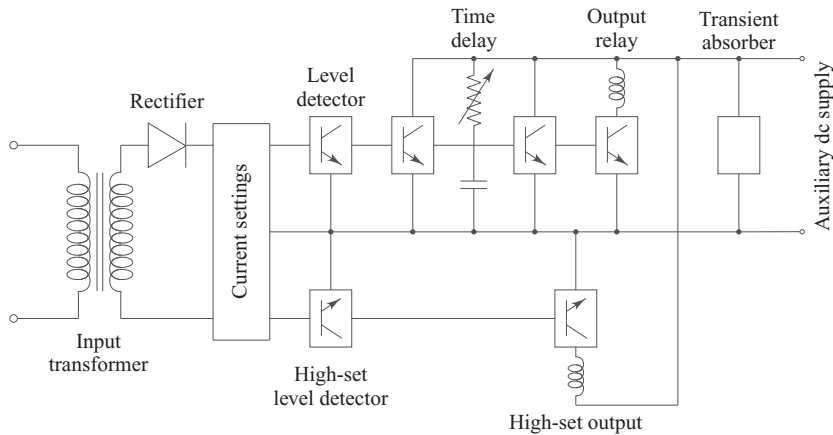 Time
delay
Output
relay
Transient
absorber
Level
detector
Rectifier
Auxiliary dc supply
Current settings
Input
transformer
High-set
level detector
High-set output